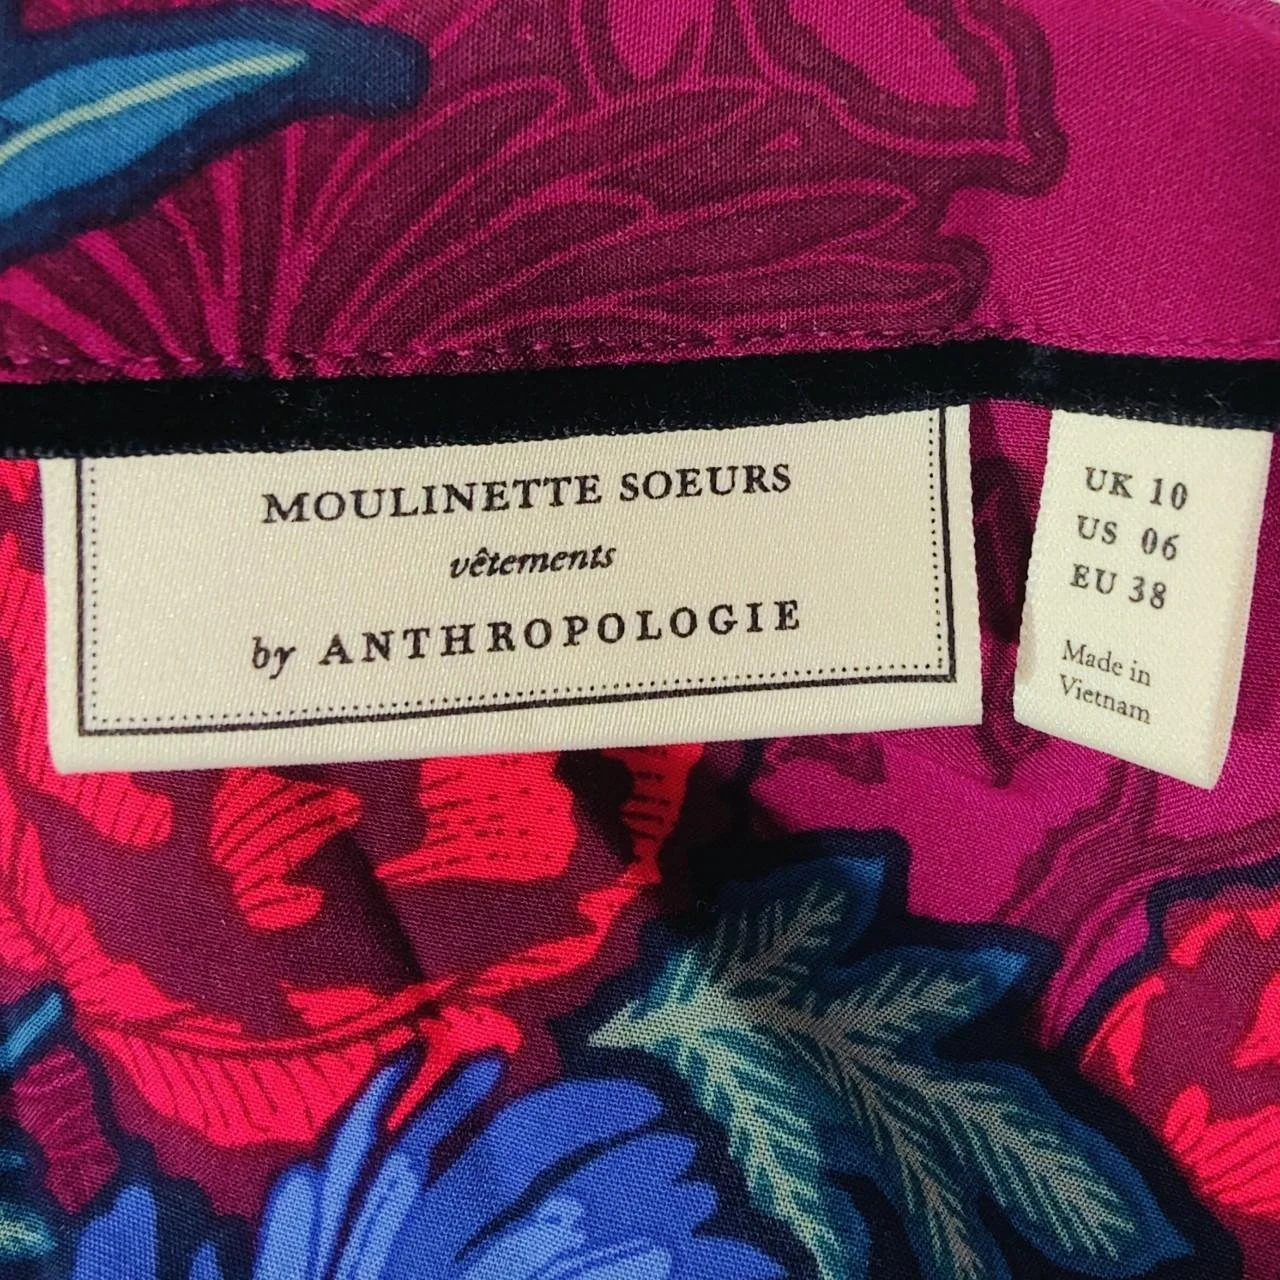 MOULINETTE SOEURS
vêtements
by ANTHROPOLOGIE
UK 10
US 06
EU 38
Made in
Vietnam